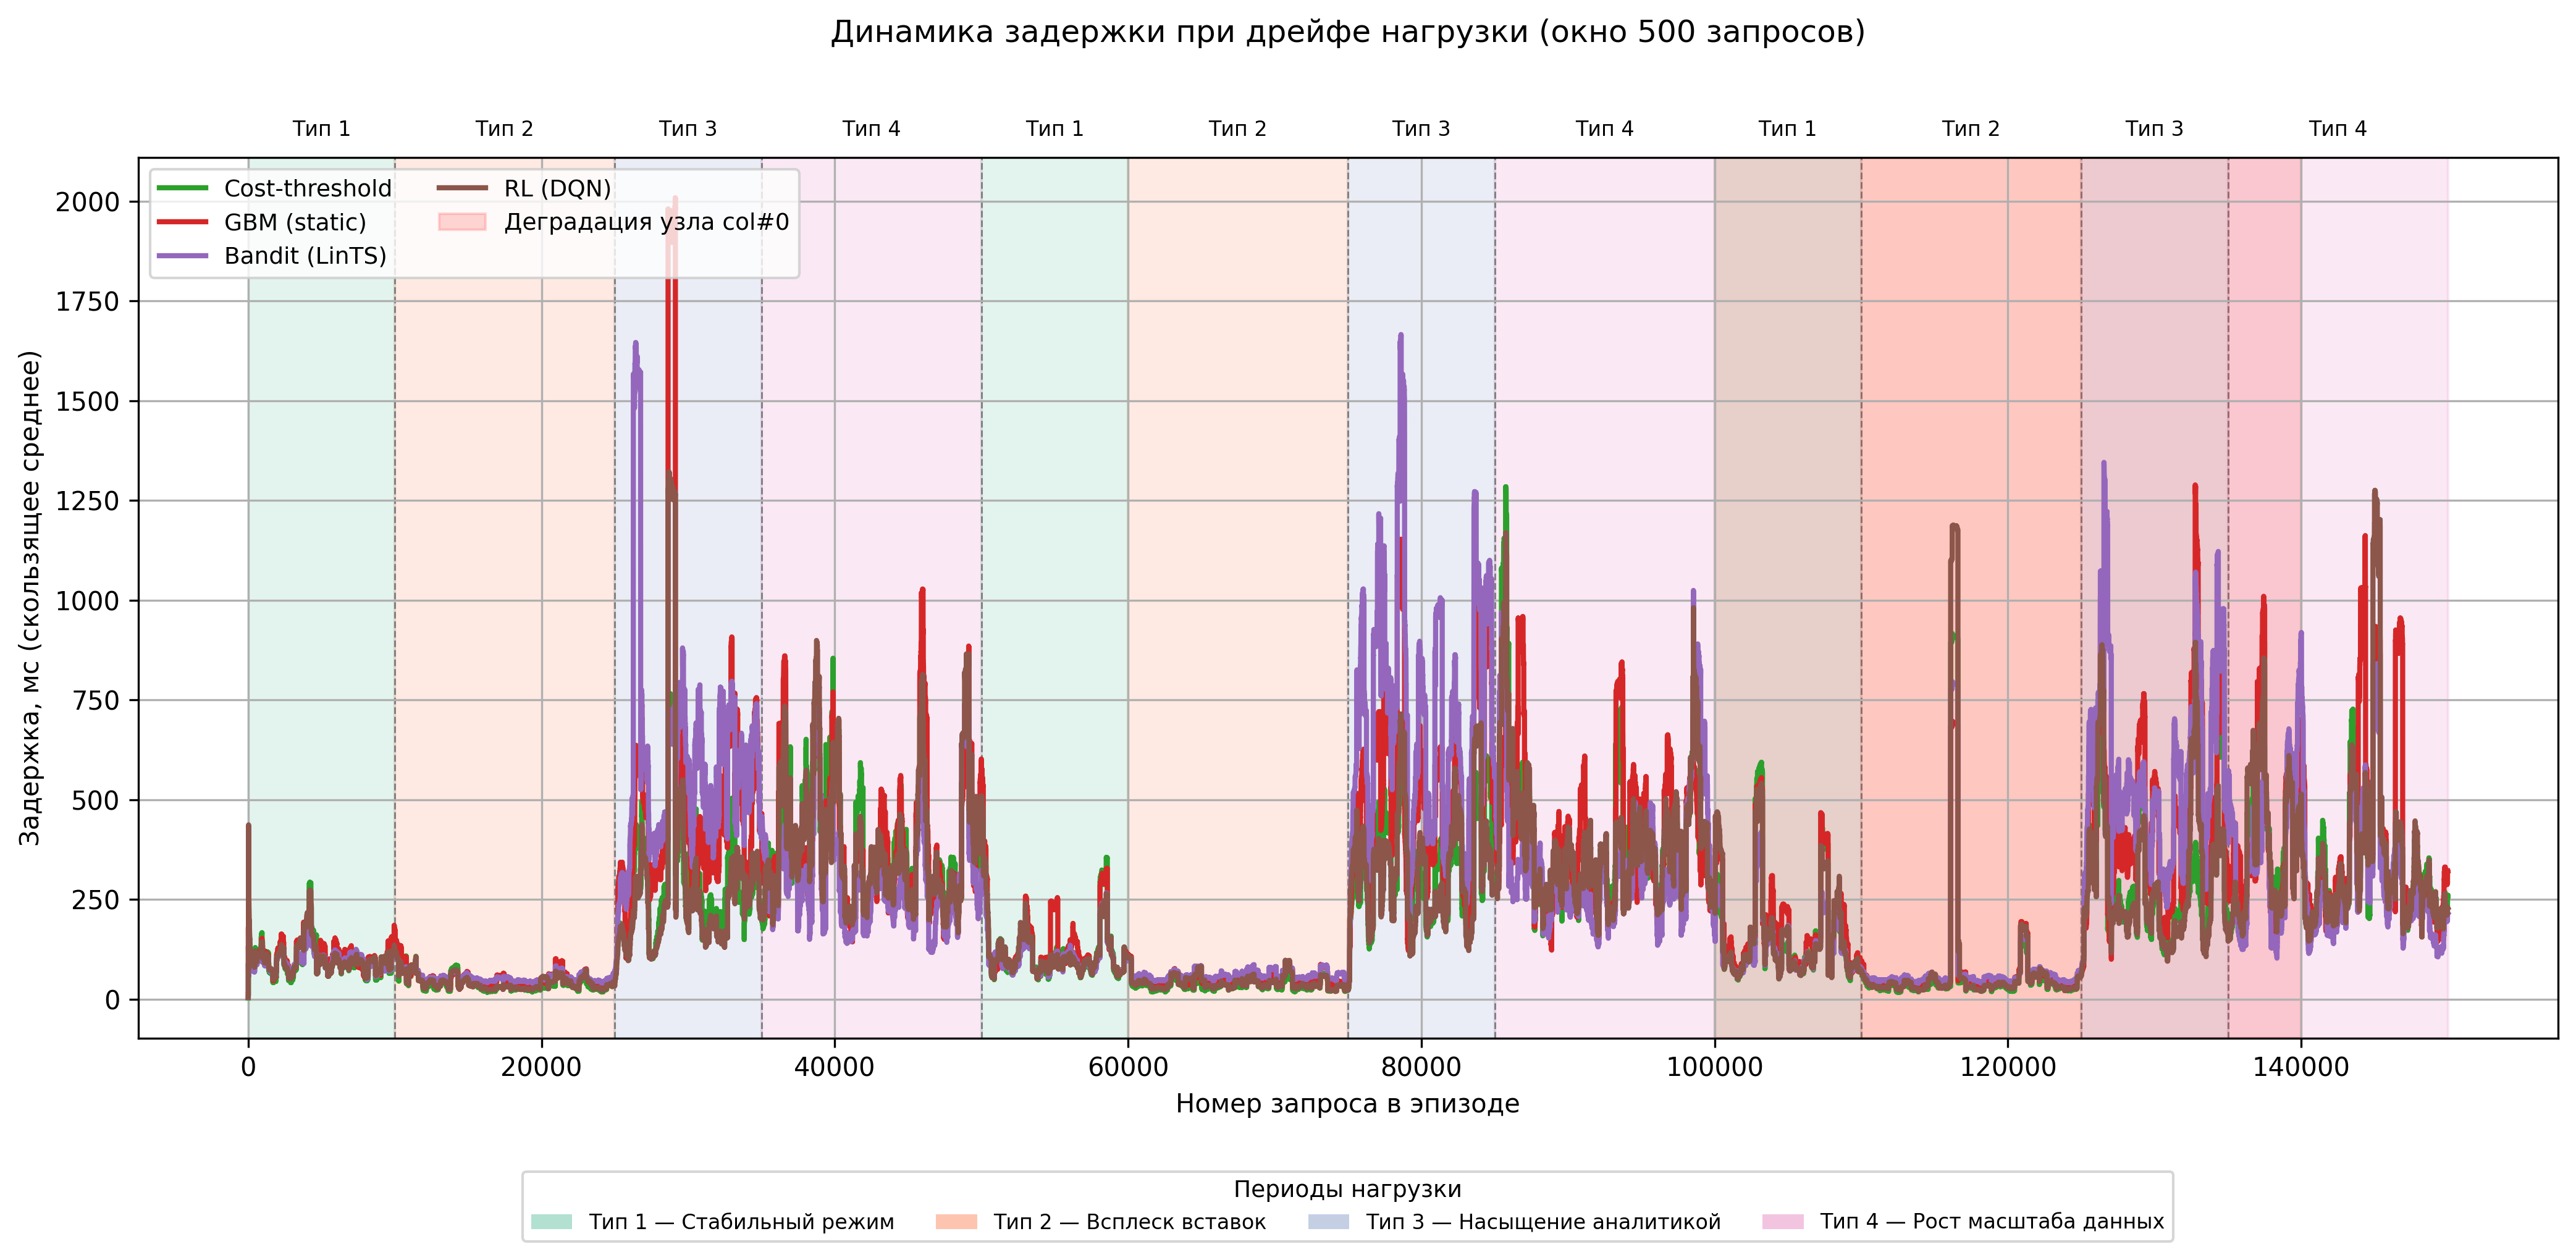 Динамика задержки при дрейфе нагрузки (окно 500 запросов)
Тип 1 Тип 2 Тип 3 Тип 4 Тип 1 Тип 2 Тип 3 Тип 4 Тип 1 Тип 2 Тип 3 Тип 4
Cost-threshold RL (DQN)
GBM (static) Деградация узла col#0
Bandit (LinTS)
2000
1750
1500
1250
1000
750
500
250
0
Задержка, мс (скользящее среднее)
0 20000 40000 60000 80000 100000 120000 140000
Номер запроса в эпизоде
Периоды нагрузки
Тип 1 — Стабильный режим Тип 2 — Всплеск вставок Тип 3 — Насыщение аналитикой Тип 4 — Рост масштаба данных